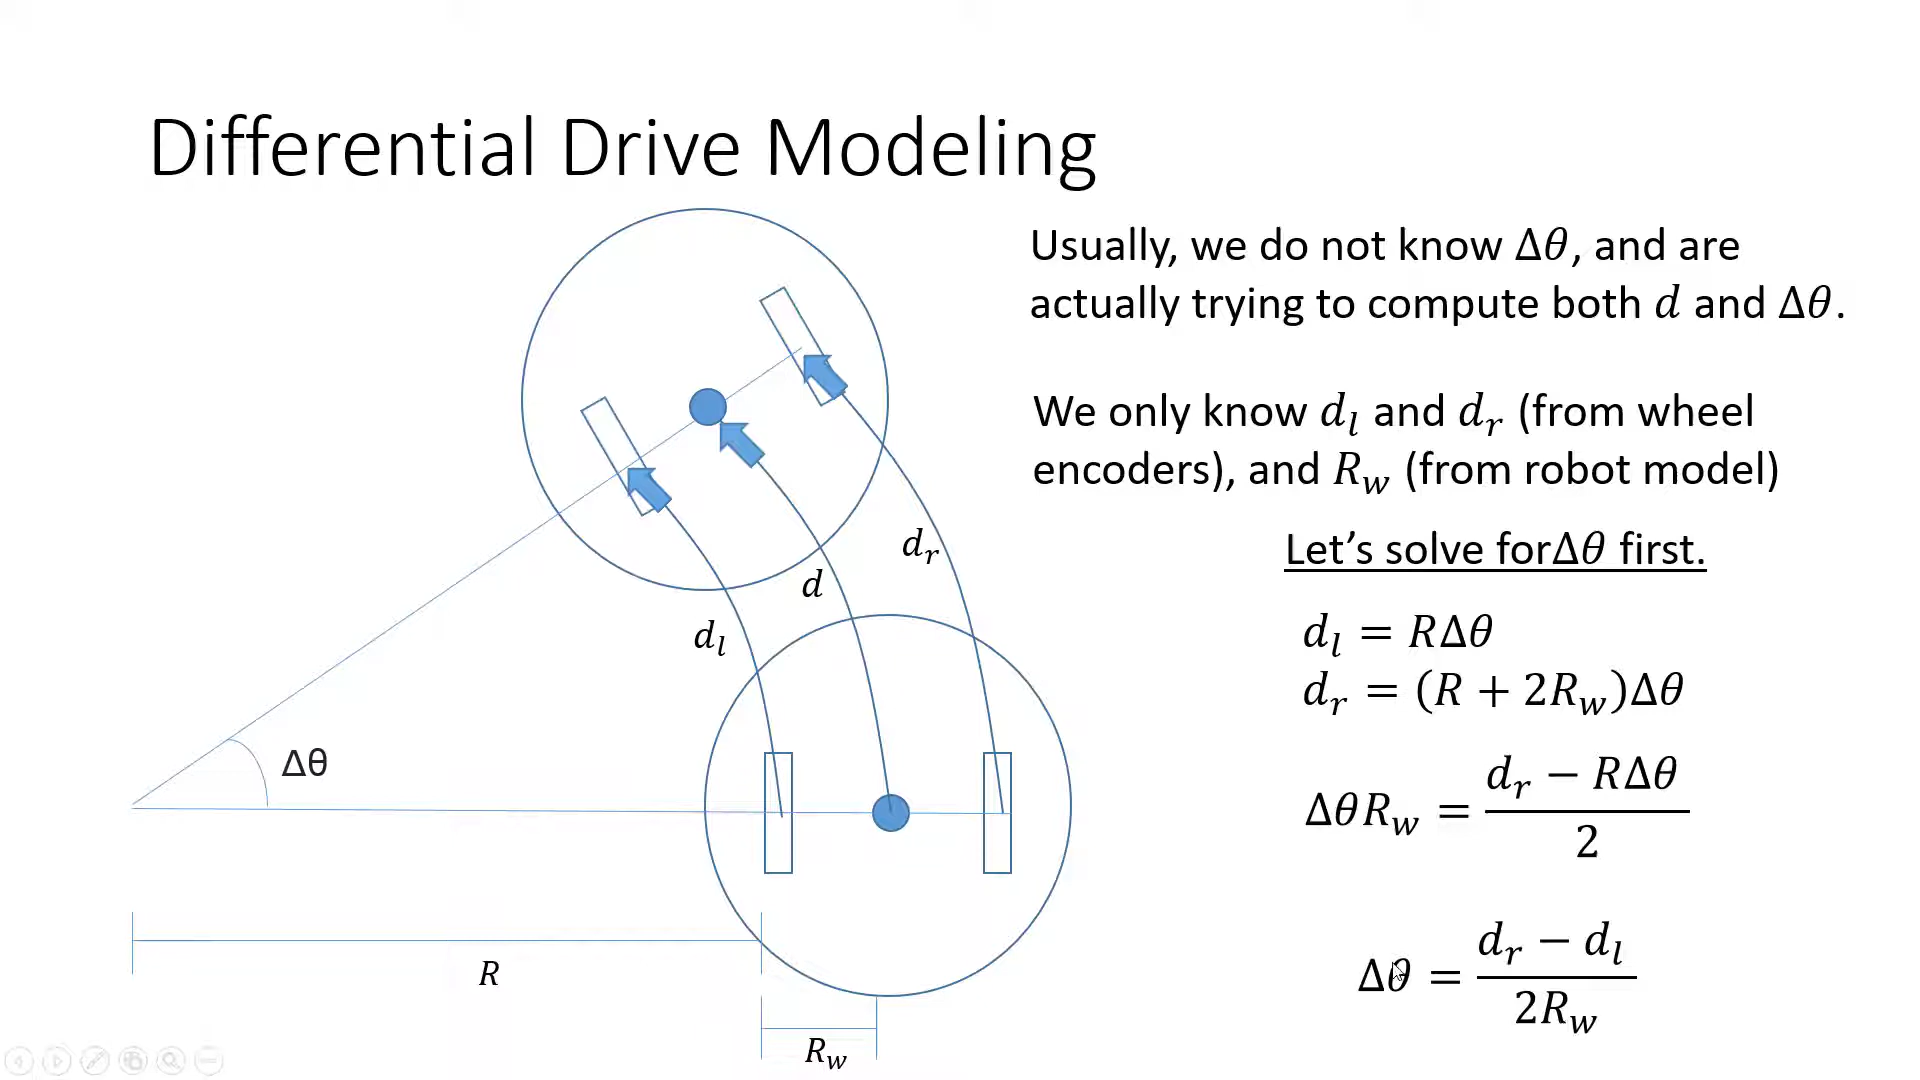 Differential Drive Modeling
Usually, we do not know Δθ, and are
actually trying to compute both d and Δθ.
We only know d_l and d_r (from wheel
encoders), and R_w (from robot model)
Let’s solve forΔθ first.
d_l = RΔθ
d_r = (R + 2R_w)Δθ
ΔθR_w = (d_r − RΔθ)/2
Δθ = (d_r − d_l)/(2R_w)
d_r
d
d_l
Δθ
R
R_w